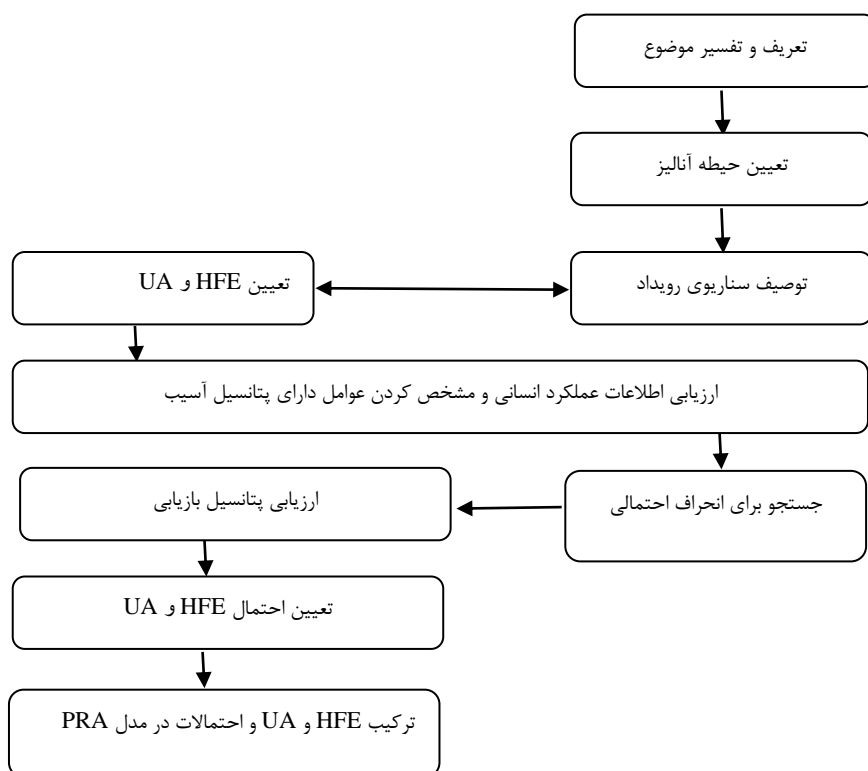 تعریف و تفسیر موضوع
تعیین حیطه آنالیز
توصیف سناریوی رویداد
تعیین HFE و UA
ارزیابی اطلاعات عملکرد انسانی و مشخص کردن عوامل دارای پتانسیل آسیب
جستجو برای انحراف احتمالی
ارزیابی پتانسیل بازیابی
تعیین احتمال HFE و UA
ترکیب HFE و UA و احتمالات در مدل PRA